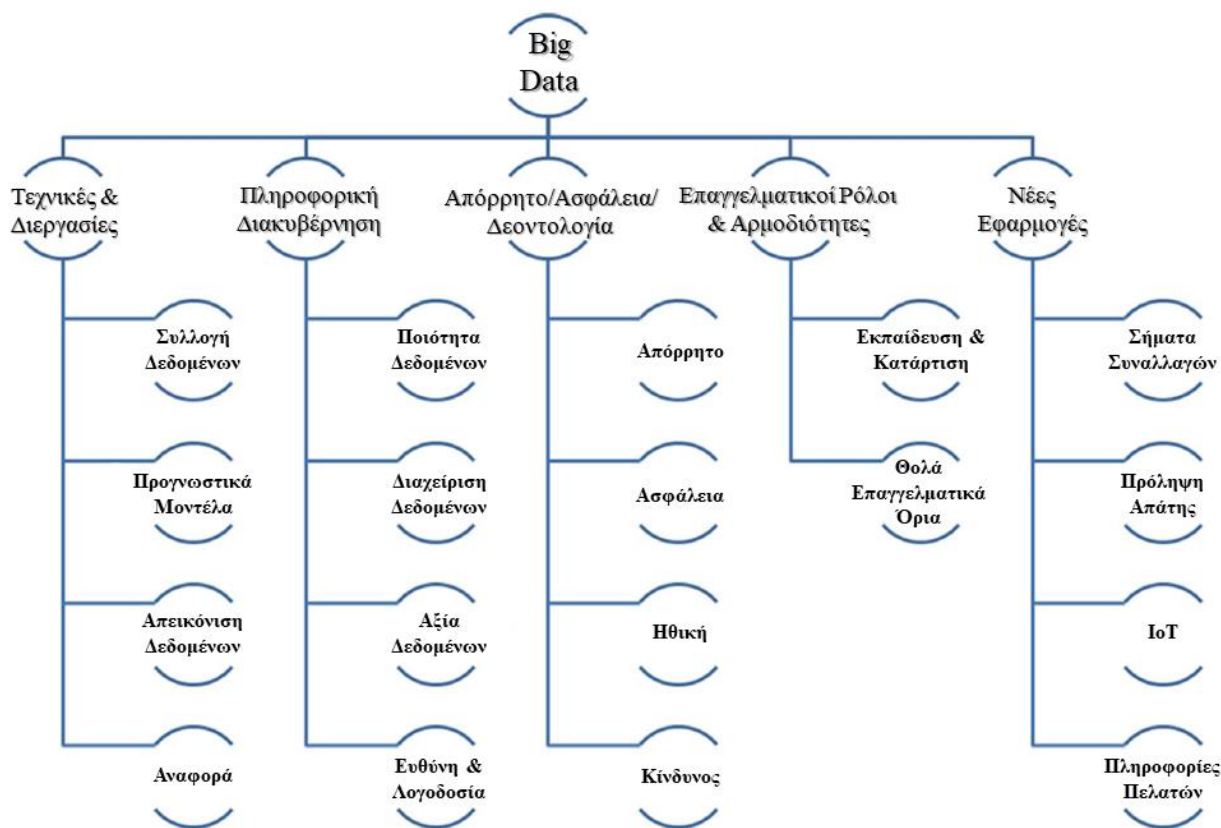 Big
Data
Τεχνικές &
Διεργασίες
Πληροφορική
Διακυβέρνηση
Απόρρητο/Ασφάλεια/
Δεοντολογία
Επαγγελματικοί Ρόλοι
& Αρμοδιότητες
Νέες
Εφαρμογές
Συλλογή
Δεδομένων
Προγνωστικά
Μοντέλα
Απεικόνιση
Δεδομένων
Αναφορά
Ποιότητα
Δεδομένων
Διαχείριση
Δεδομένων
Αξία
Δεδομένων
Ευθύνη &
Λογοδοσία
Απόρρητο
Ασφάλεια
Ηθική
Κίνδυνος
Εκπαίδευση &
Κατάρτιση
Θολά
Επαγγελματικά
Όρια
Σήματα
Συναλλαγών
Πρόληψη
Απάτης
IoT
Πληροφορίες
Πελατών